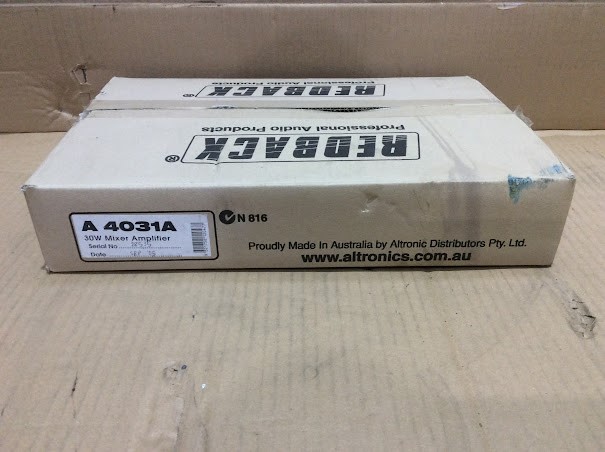 REDBACK
Professional Audio Products
REDBACK®
Professional Audio Products
A 4031A
30W Mixer Amplifier
Serial No
Date
N 816
Proudly Made In Australia by Altronic Distributors Pty. Ltd.
www.altronics.com.au